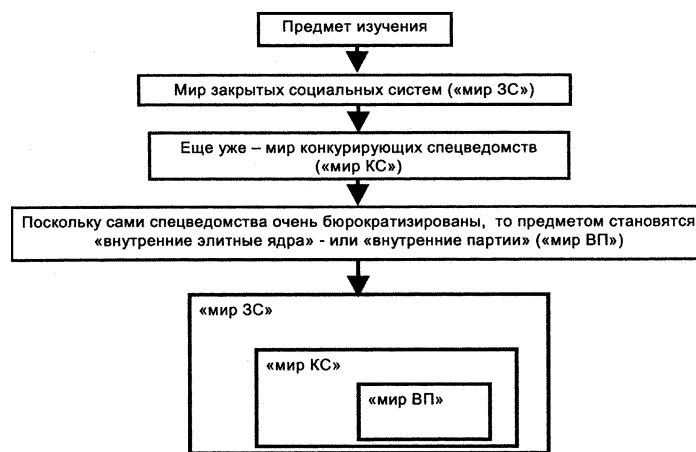 Предмет изучения
Мир закрытых социальных систем («мир ЗС»)
Еще уже – мир конкурирующих спецведомств
(«мир КС»)
Поскольку сами спецведомства очень бюрократизированы, то предметом становятся
«внутренние элитные ядра» - или «внутренние партии» («мир ВП»)
«мир ЗС»
«мир КС»
«мир ВП»